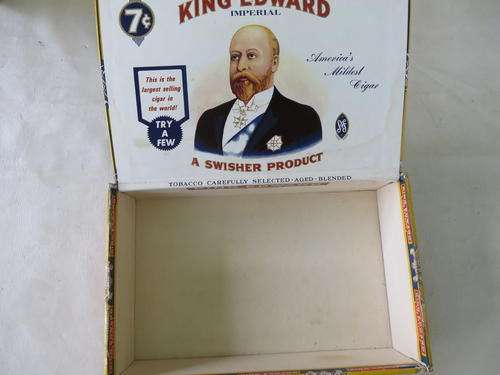 7¢
KING EDWARD
IMPERIAL
America's
Mildest
Cigar
This is the
largest selling
cigar in
the world!
TRY
A
FEW
A SWISHER PRODUCT
TOBACCO CAREFULLY SELECTED·AGED·BLENDED